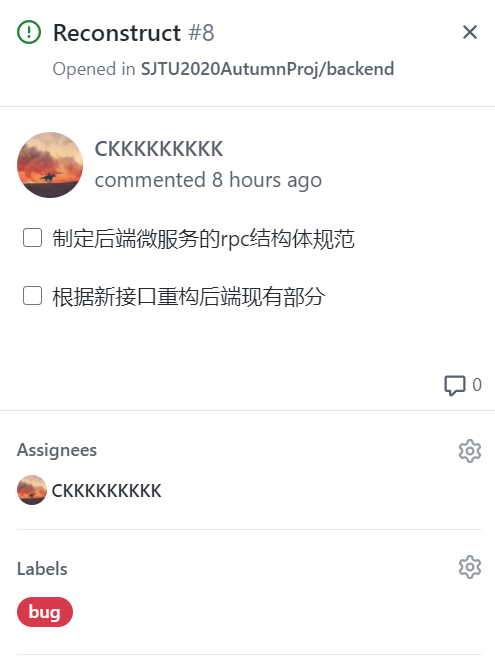 Reconstruct #8
Opened in SJTU2020AutumnProj/backend
CKKKKKKKKK
commented 8 hours ago
制定后端微服务的rpc结构体规范
根据新接口重构后端现有部分
0
Assignees
CKKKKKKKKK
Labels
bug